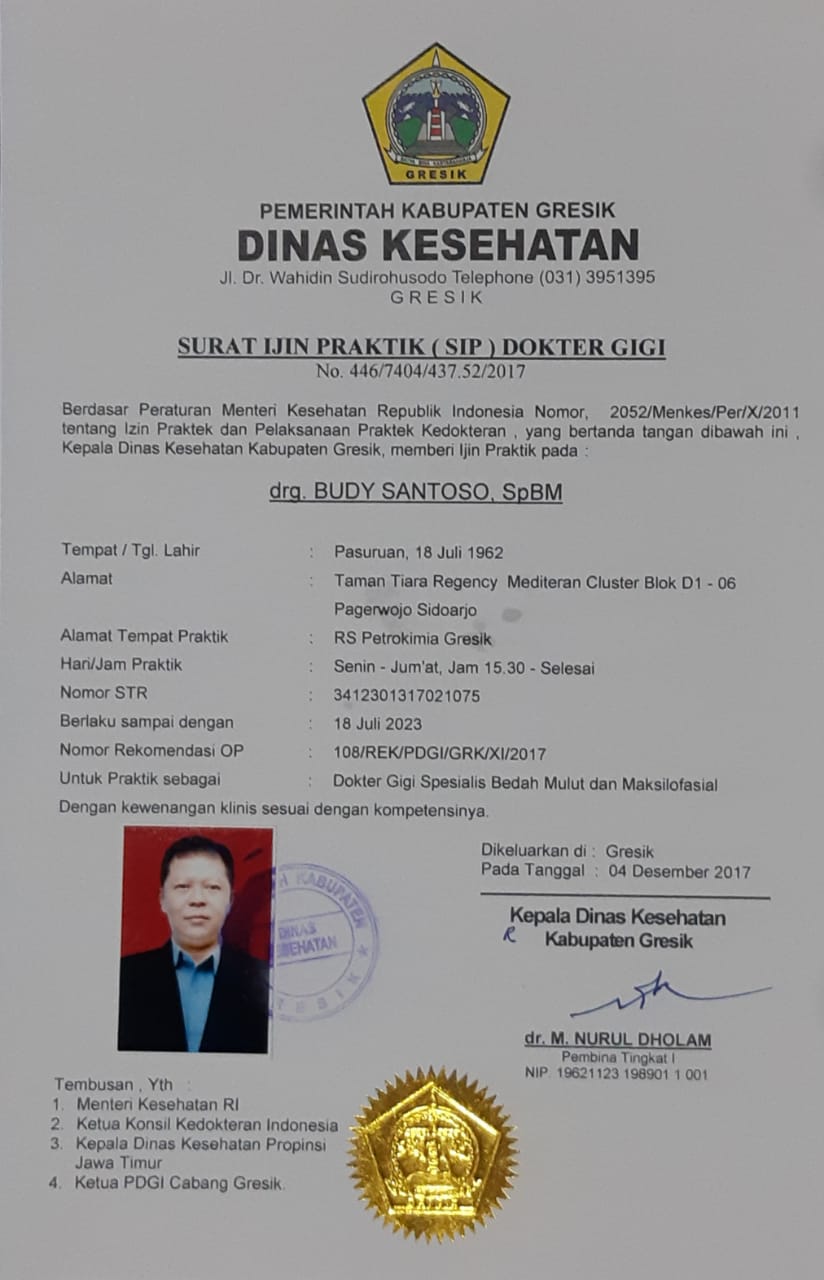 GRESIK
PEMERINTAH KABUPATEN GRESIK
DINAS KESEHATAN
Jl. Dr. Wahidin Sudirohusodo Telephone (031) 3951395
G R E S I K
SURAT IJIN PRAKTIK ( SIP ) DOKTER GIGI
No. 446/7404/437.52/2017
Berdasar Peraturan Menteri Kesehatan Republik Indonesia Nomor, 2052/Menkes/Per/X/2011
tentang Izin Praktek dan Pelaksanaan Praktek Kedokteran , yang bertanda tangan dibawah ini ,
Kepala Dinas Kesehatan Kabupaten Gresik, memberi Ijin Praktik pada :
drg. BUDY SANTOSO, SpBM
Tempat / Tgl. Lahir : Pasuruan, 18 Juli 1962
Alamat : Taman Tiara Regency Mediteran Cluster Blok D1 - 06
Pagerwojo Sidoarjo
Alamat Tempat Praktik : RS Petrokimia Gresik
Hari/Jam Praktik : Senin - Jum'at, Jam 15.30 - Selesai
Nomor STR : 3412301317021075
Berlaku sampai dengan : 18 Juli 2023
Nomor Rekomendasi OP : 108/REK/PDGI/GRK/XI/2017
Untuk Praktik sebagai : Dokter Gigi Spesialis Bedah Mulut dan Maksilofasial
Dengan kewenangan klinis sesuai dengan kompetensinya.
Dikeluarkan di : Gresik
Pada Tanggal : 04 Desember 2017
Kepala Dinas Kesehatan
Kabupaten Gresik
H KABUPATEN
DINAS
SEHATAN
E S I K
dr. M. NURUL DHOLAM
Pembina Tingkat I
NIP. 19621123 198901 1 001
Tembusan , Yth :
1. Menteri Kesehatan RI
2. Ketua Konsil Kedokteran Indonesia
3. Kepala Dinas Kesehatan Propinsi
Jawa Timur
4. Ketua PDGI Cabang Gresik.